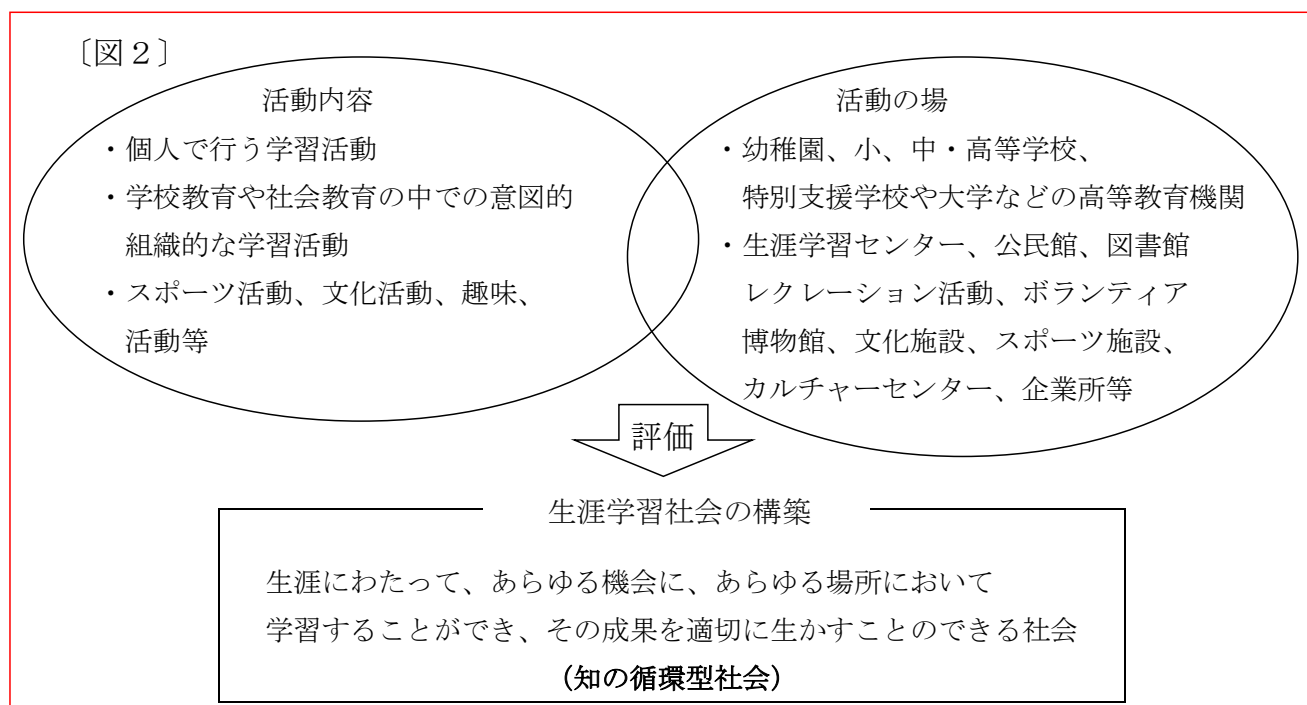 〔図２〕
活動内容
・個人で行う学習活動
・学校教育や社会教育の中での意図的
組織的な学習活動
・スポーツ活動、文化活動、趣味、
活動等
活動の場
・幼稚園、小、中・高等学校、
特別支援学校や大学などの高等教育機関
・生涯学習センター、公民館、図書館
レクレーション活動、ボランティア
博物館、文化施設、スポーツ施設、
カルチャーセンター、企業所等
評価
生涯学習社会の構築
生涯にわたって、あらゆる機会に、あらゆる場所において
学習することができ、その成果を適切に生かすことのできる社会
（知の循環型社会）